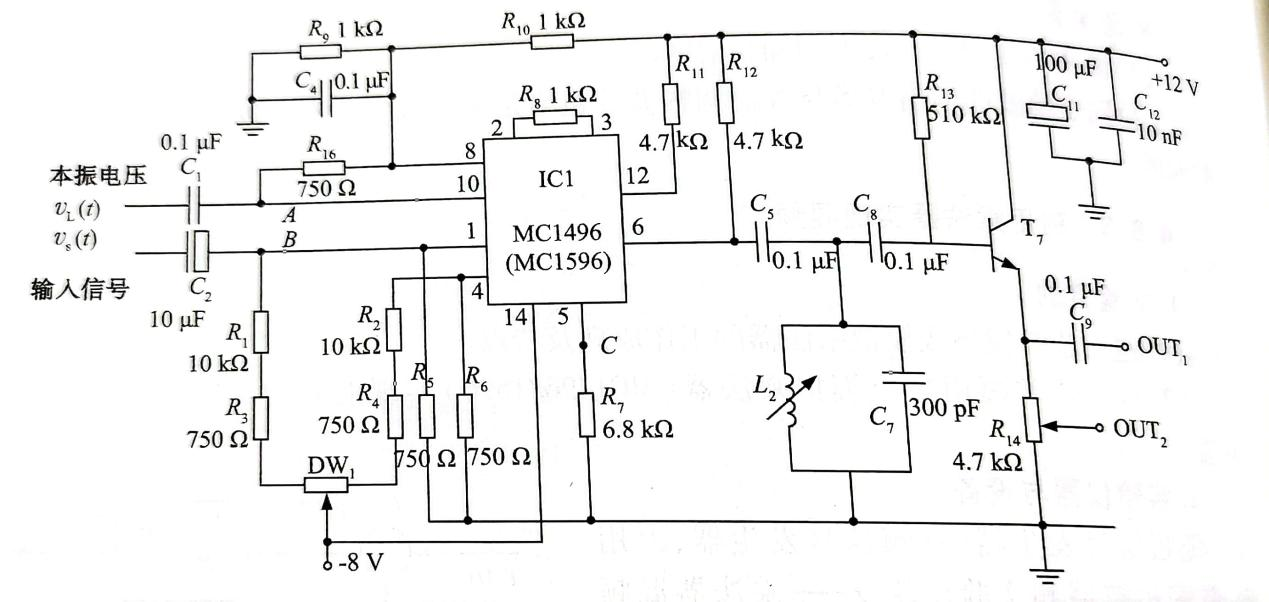 R₉ 1 kΩ
R₁₀ 1 kΩ
C₄ 0.1 μF
R₈ 1 kΩ
R₁₁
4.7 kΩ
R₁₂
4.7 kΩ
R₁₃
510 kΩ
100 μF
C₁₁
C₁₂
10 nF
+12 V
0.1 μF
C₁
R₁₆
750 Ω
本振电压
v_L(t)
v_s(t)
输入信号
C₂
10 μF
A
B
2
3
8
10
1
4
14
5
12
6
IC1
MC1496
(MC1596)
C₅
0.1 μF
C₈
0.1 μF
T₇
0.1 μF
C₉
OUT₁
R₁
10 kΩ
R₂
10 kΩ
R₃
750 Ω
R₄
750 Ω
R₅
750 Ω
R₆
750 Ω
C
R₇
6.8 kΩ
L₂
C₇
300 pF
R₁₄
4.7 kΩ
OUT₂
DW₁
-8 V